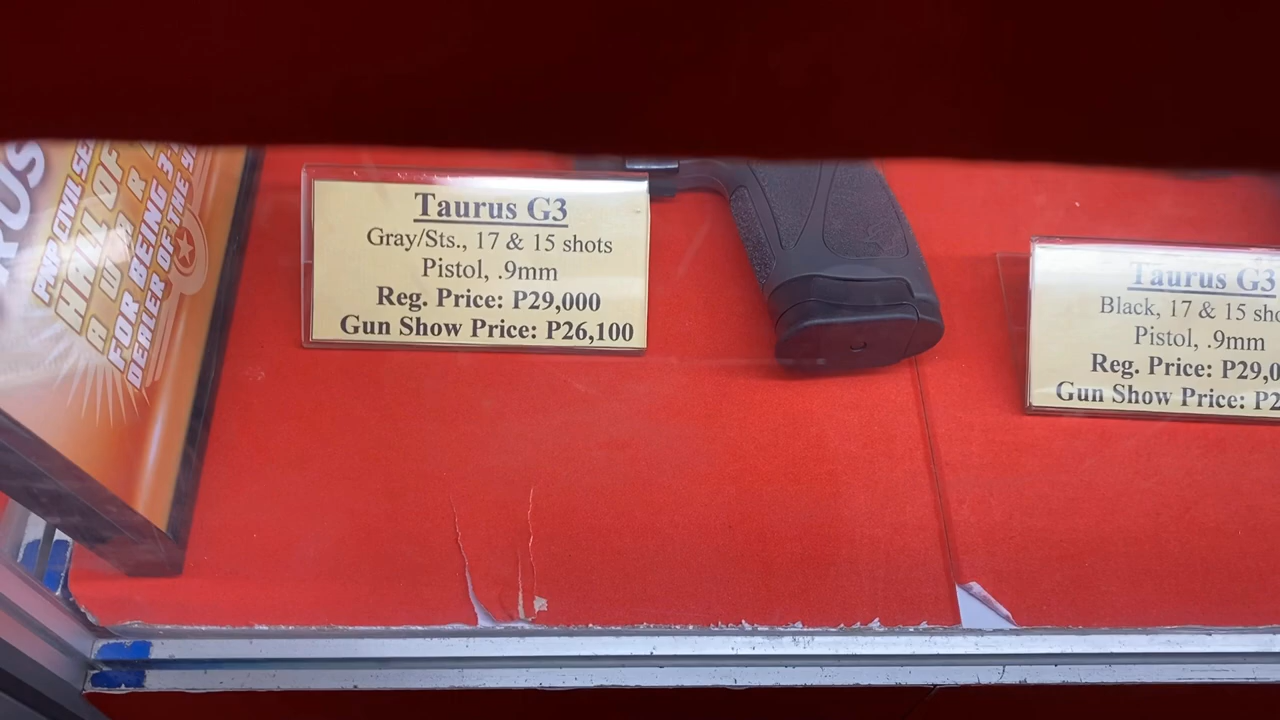 PNP CIVIL SE
HALL OF
A W A R
FOR BEING 3-
DEALER OF THE YE
Taurus G3
Gray/Sts., 17 & 15 shots
Pistol, .9mm
Reg. Price: P29,000
Gun Show Price: P26,100
Taurus G3
Black, 17 & 15 sho
Pistol, .9mm
Reg. Price: P29,0
Gun Show Price: P2